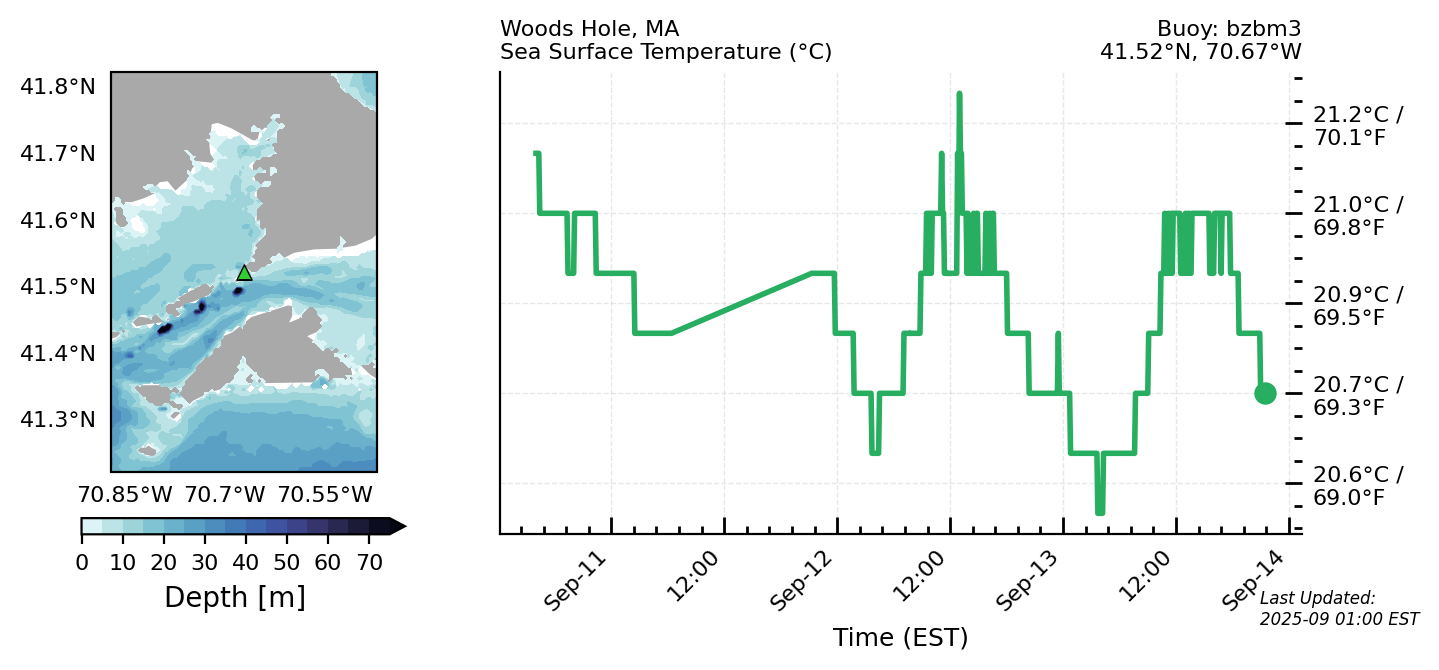 Woods Hole, MA
Sea Surface Temperature (°C)
Buoy: bzbm3
41.52°N, 70.67°W
41.8°N
41.7°N
41.6°N
41.5°N
41.4°N
41.3°N
70.85°W 70.7°W 70.55°W
0 10 20 30 40 50 60 70
Depth [m]
21.2°C /
70.1°F
21.0°C /
69.8°F
20.9°C /
69.5°F
20.7°C /
69.3°F
20.6°C /
69.0°F
Sep-11 12:00 Sep-12 12:00 Sep-13 12:00 Sep-14
Time (EST)
Last Updated:
2025-09 01:00 EST